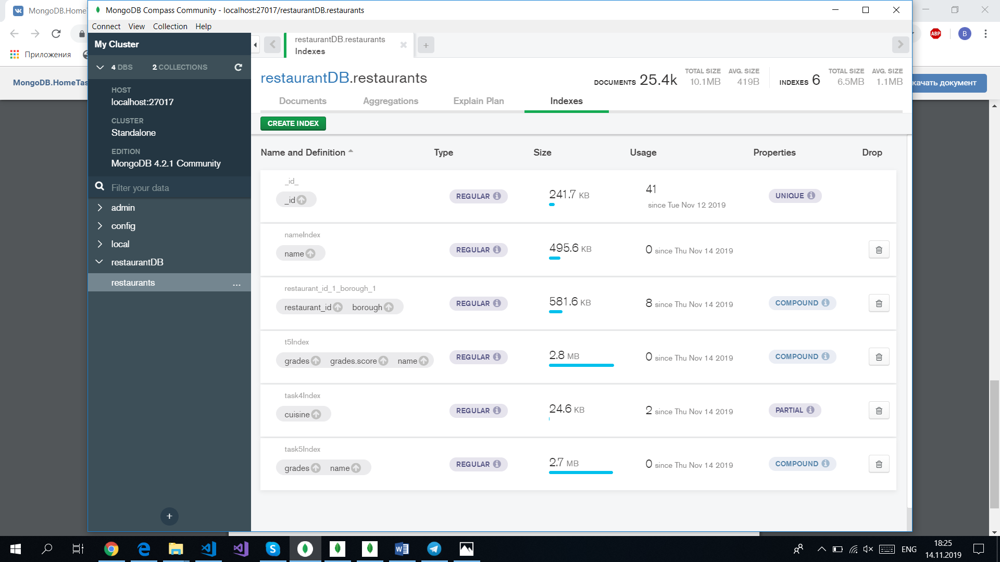 MongoDB.HomeT
MongoDB Compass Community - localhost:27017/restaurantDB.restaurants
Connect View Collection Help
ABP
B
Приложения
My Cluster
restaurantDB.restaurants
Indexes
4 DBS 2 COLLECTIONS
MongoDB.HomeTas
качать документ
restaurantDB.restaurants
DOCUMENTS 25.4k TOTAL SIZE 10.1MB AVG. SIZE 419B INDEXES 6 TOTAL SIZE 6.5MB AVG. SIZE 1.1MB
HOST
localhost:27017
CLUSTER
Standalone
EDITION
MongoDB 4.2.1 Community
Filter your data
admin
config
local
restaurantDB
restaurants ...
Documents Aggregations Explain Plan Indexes
CREATE INDEX
Name and Definition Type Size Usage Properties Drop
_id_
_id REGULAR 241.7 KB 41 since Tue Nov 12 2019 UNIQUE
nameIndex
name REGULAR 495.6 KB 0 since Thu Nov 14 2019
restaurant_id_1_borough_1
restaurant_id borough REGULAR 581.6 KB 8 since Thu Nov 14 2019 COMPOUND
t5Index
grades grades.score name REGULAR 2.8 MB 0 since Thu Nov 14 2019 COMPOUND
task4Index
cuisine REGULAR 24.6 KB 2 since Thu Nov 14 2019 PARTIAL
task5Index
grades name REGULAR 2.7 MB 0 since Thu Nov 14 2019 COMPOUND
ENG
18:25
14.11.2019